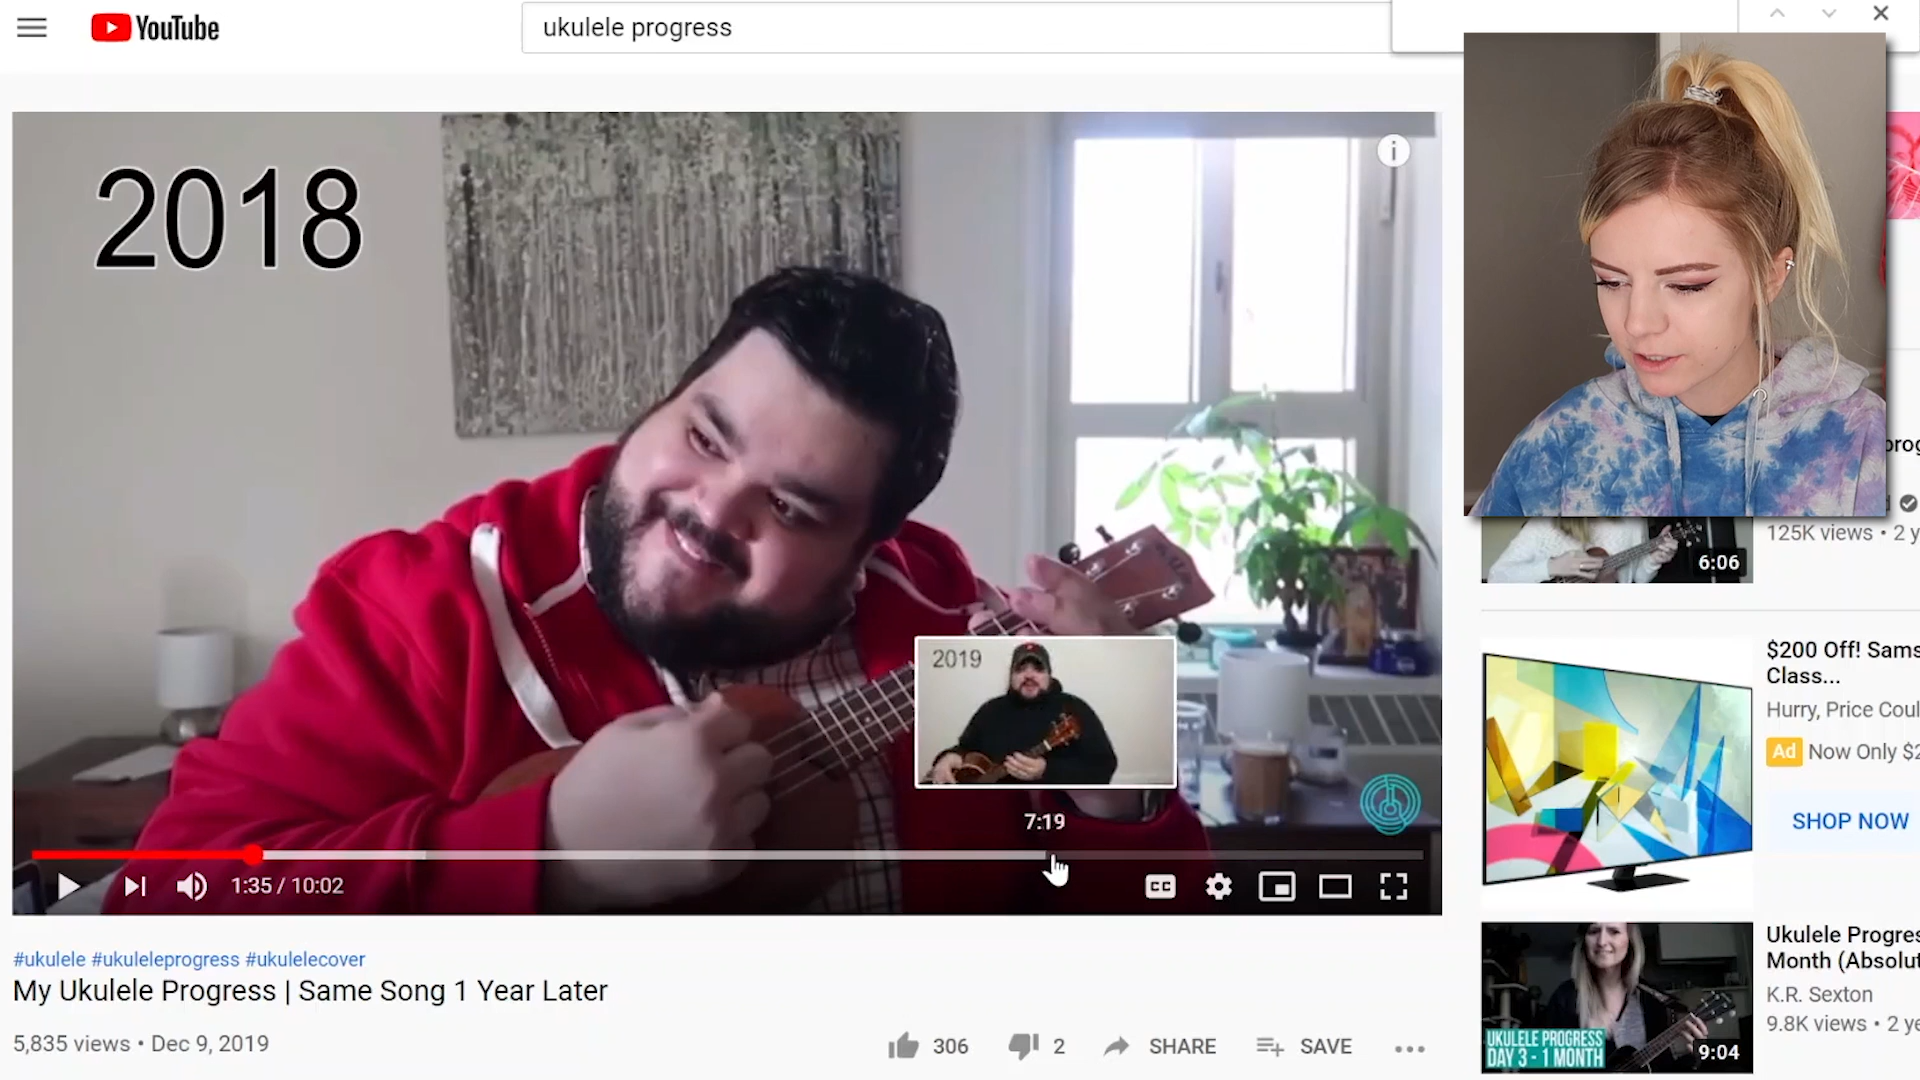 YouTube
ukulele progress
2018
2019
7:19
1:35 / 10:02
CC
#ukulele #ukuleleprogress #ukulelecover
My Ukulele Progress | Same Song 1 Year Later
5,835 views • Dec 9, 2019
306
2
SHARE
SAVE
prog
125K views • 2 y
6:06
$200 Off! Sams
Class...
Hurry, Price Coul
Ad Now Only $2
SHOP NOW
Ukulele Progres
Month (Absolut
K.R. Sexton
9.8K views • 2 ye
UKULELE PROGRESS
DAY 3 - 1 MONTH
9:04